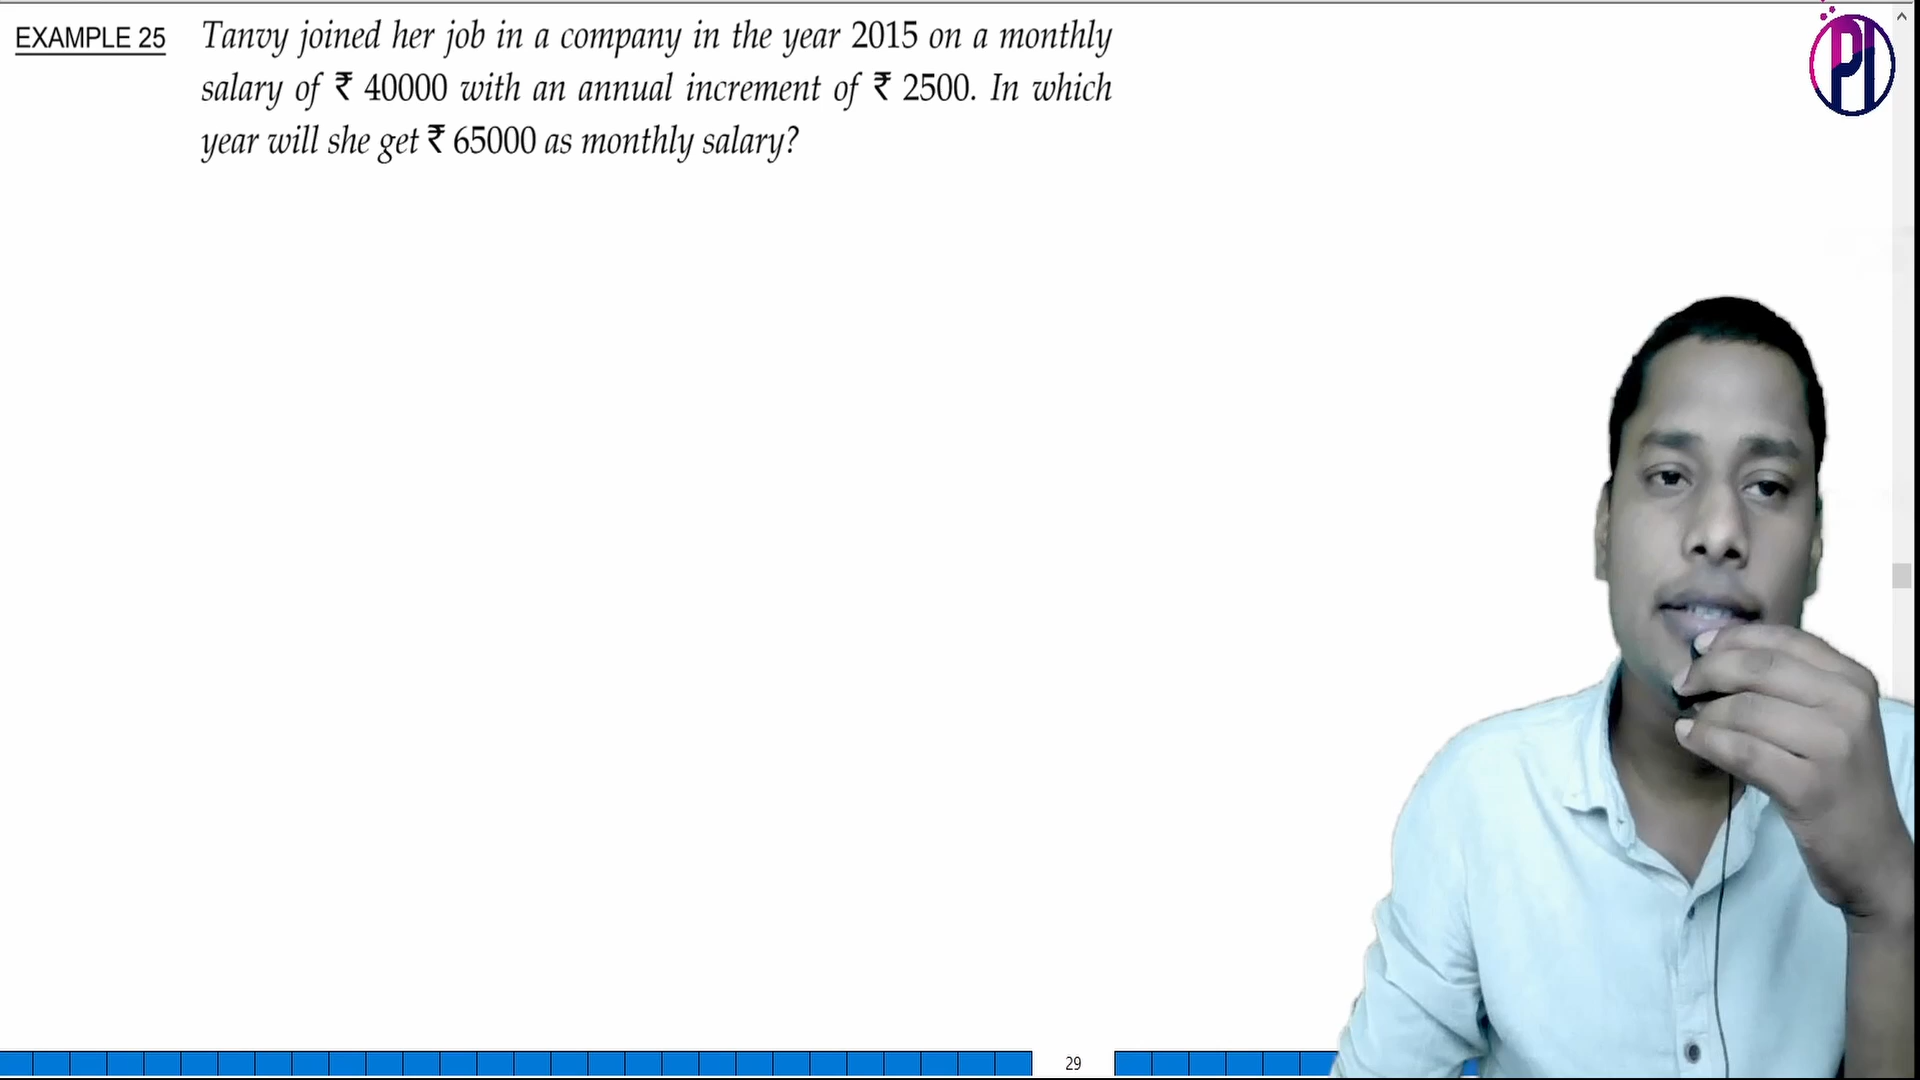 EXAMPLE 25 Tanvy joined her job in a company in the year 2015 on a monthly
salary of ₹ 40000 with an annual increment of ₹ 2500. In which
year will she get ₹ 65000 as monthly salary?
PI
29